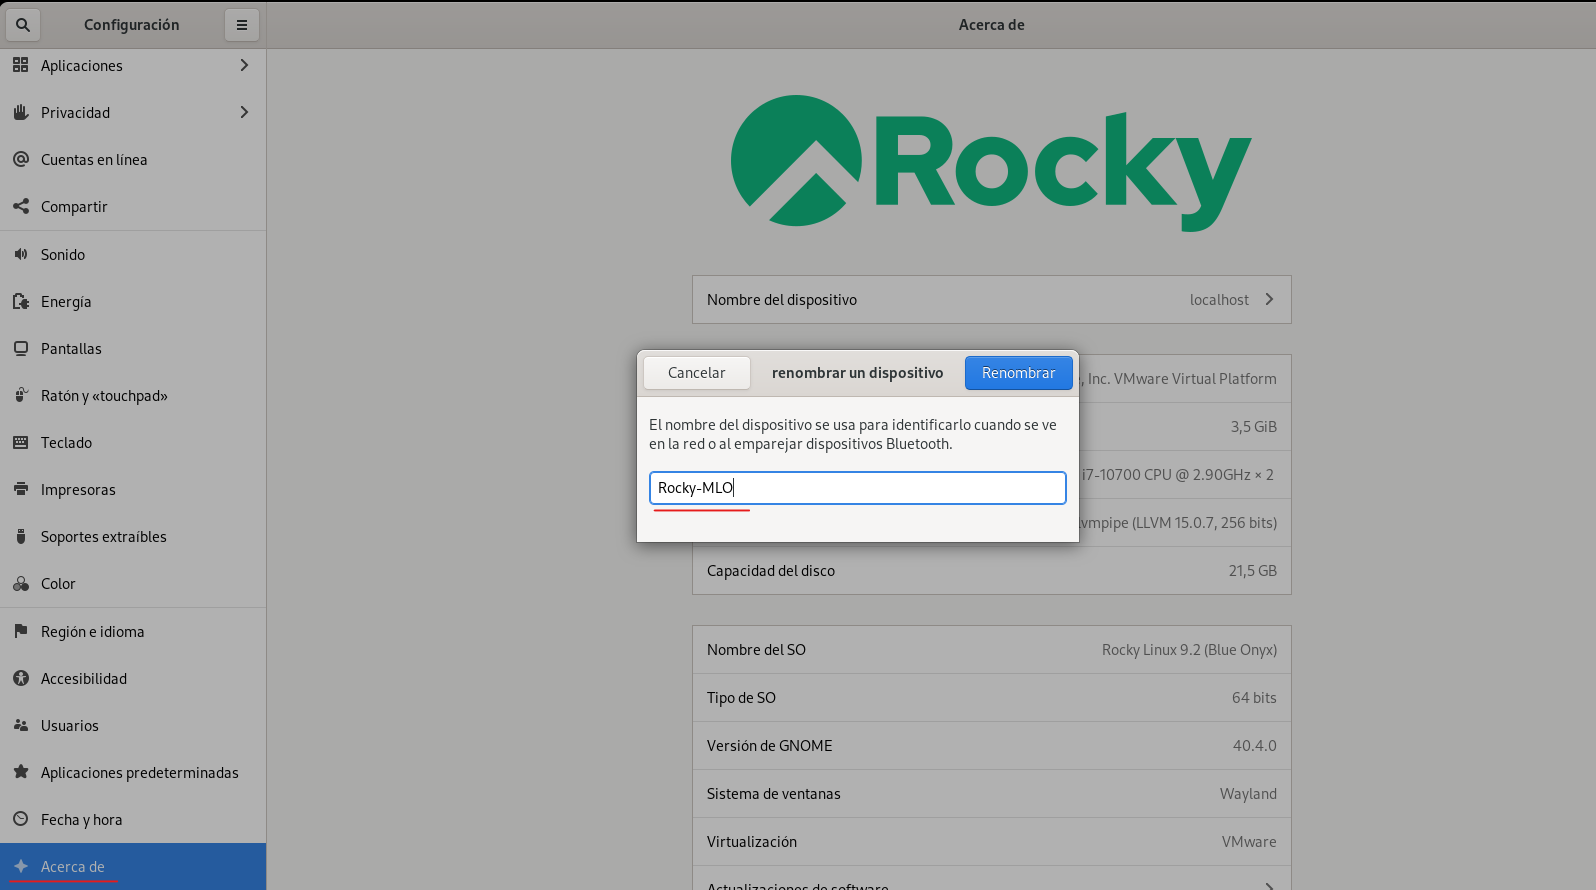 Configuración
Acerca de
Aplicaciones
Privacidad
Cuentas en línea
Compartir
Sonido
Energía
Pantallas
Ratón y «touchpad»
Teclado
Impresoras
Soportes extraíbles
Color
Región e idioma
Accesibilidad
Usuarios
Aplicaciones predeterminadas
Fecha y hora
Acerca de
Rocky
Nombre del dispositivo localhost
Cancelar renombrar un dispositivo Renombrar
El nombre del dispositivo se usa para identificarlo cuando se ve
en la red o al emparejar dispositivos Bluetooth.
Rocky-MLO
, Inc. VMware Virtual Platform
3,5 GiB
i7-10700 CPU @ 2.90GHz × 2
lvmpipe (LLVM 15.0.7, 256 bits)
Capacidad del disco 21,5 GB
Nombre del SO Rocky Linux 9.2 (Blue Onyx)
Tipo de SO 64 bits
Versión de GNOME 40.4.0
Sistema de ventanas Wayland
Virtualización VMware
Actualizaciones de software